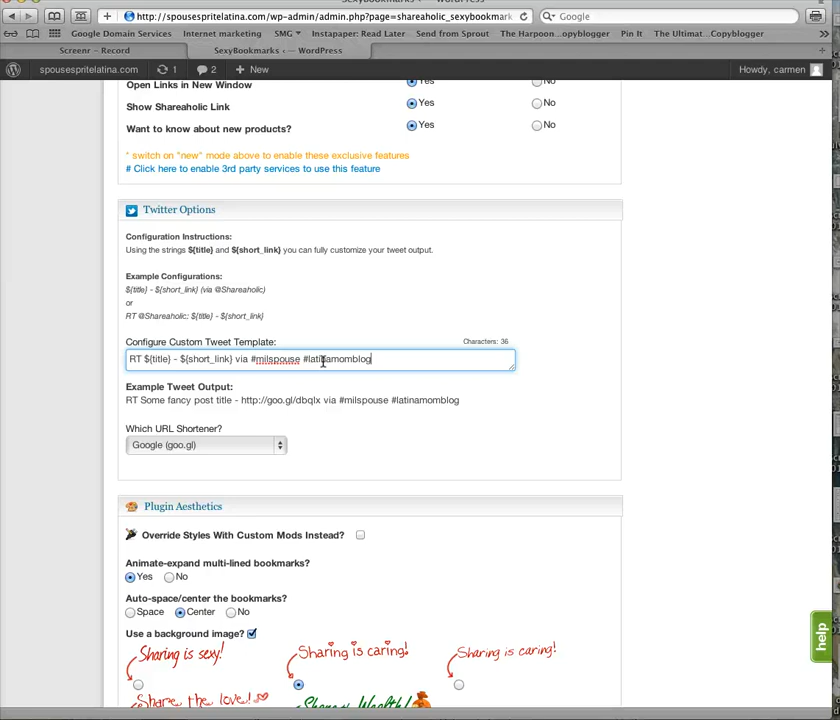 SexyBookmarks ‹ — WordPress
http://spousespritelatina.com/wp-admin/admin.php?page=shareaholic_sexybookmark
Google
Google Domain Services Internet marketing SMG Instapaper: Read Later Send from Sprout The Harpoon...opyblogger Pin It The Ultimat...Copyblogger
Screenr – Record SexyBookmarks ‹ — WordPress
spousespritelatina.com 1 2 + New Howdy, carmen
Open Links in New Window Yes No
Show Shareaholic Link Yes No
Want to know about new products? Yes No
* switch on "new" mode above to enable these exclusive features
# Click here to enable 3rd party services to use this feature
Twitter Options
Configuration Instructions:
Using the strings ${title} and ${short_link} you can fully customize your tweet output.
Example Configurations:
${title} - ${short_link} (via @Shareaholic)
or
RT @Shareaholic: ${title} - ${short_link}
Configure Custom Tweet Template: Characters: 36
RT ${title} - ${short_link} via #milspouse #latinamomblog
Example Tweet Output:
RT Some fancy post title - http://goo.gl/dbqlx via #milspouse #latinamomblog
Which URL Shortener?
Google (goo.gl)
Plugin Aesthetics
Override Styles With Custom Mods Instead?
Animate-expand multi-lined bookmarks?
Yes No
Auto-space/center the bookmarks?
Space Center No
Use a background image?
Sharing is sexy! Sharing is caring! Sharing is caring!
Share the love! Share Wealth!
help